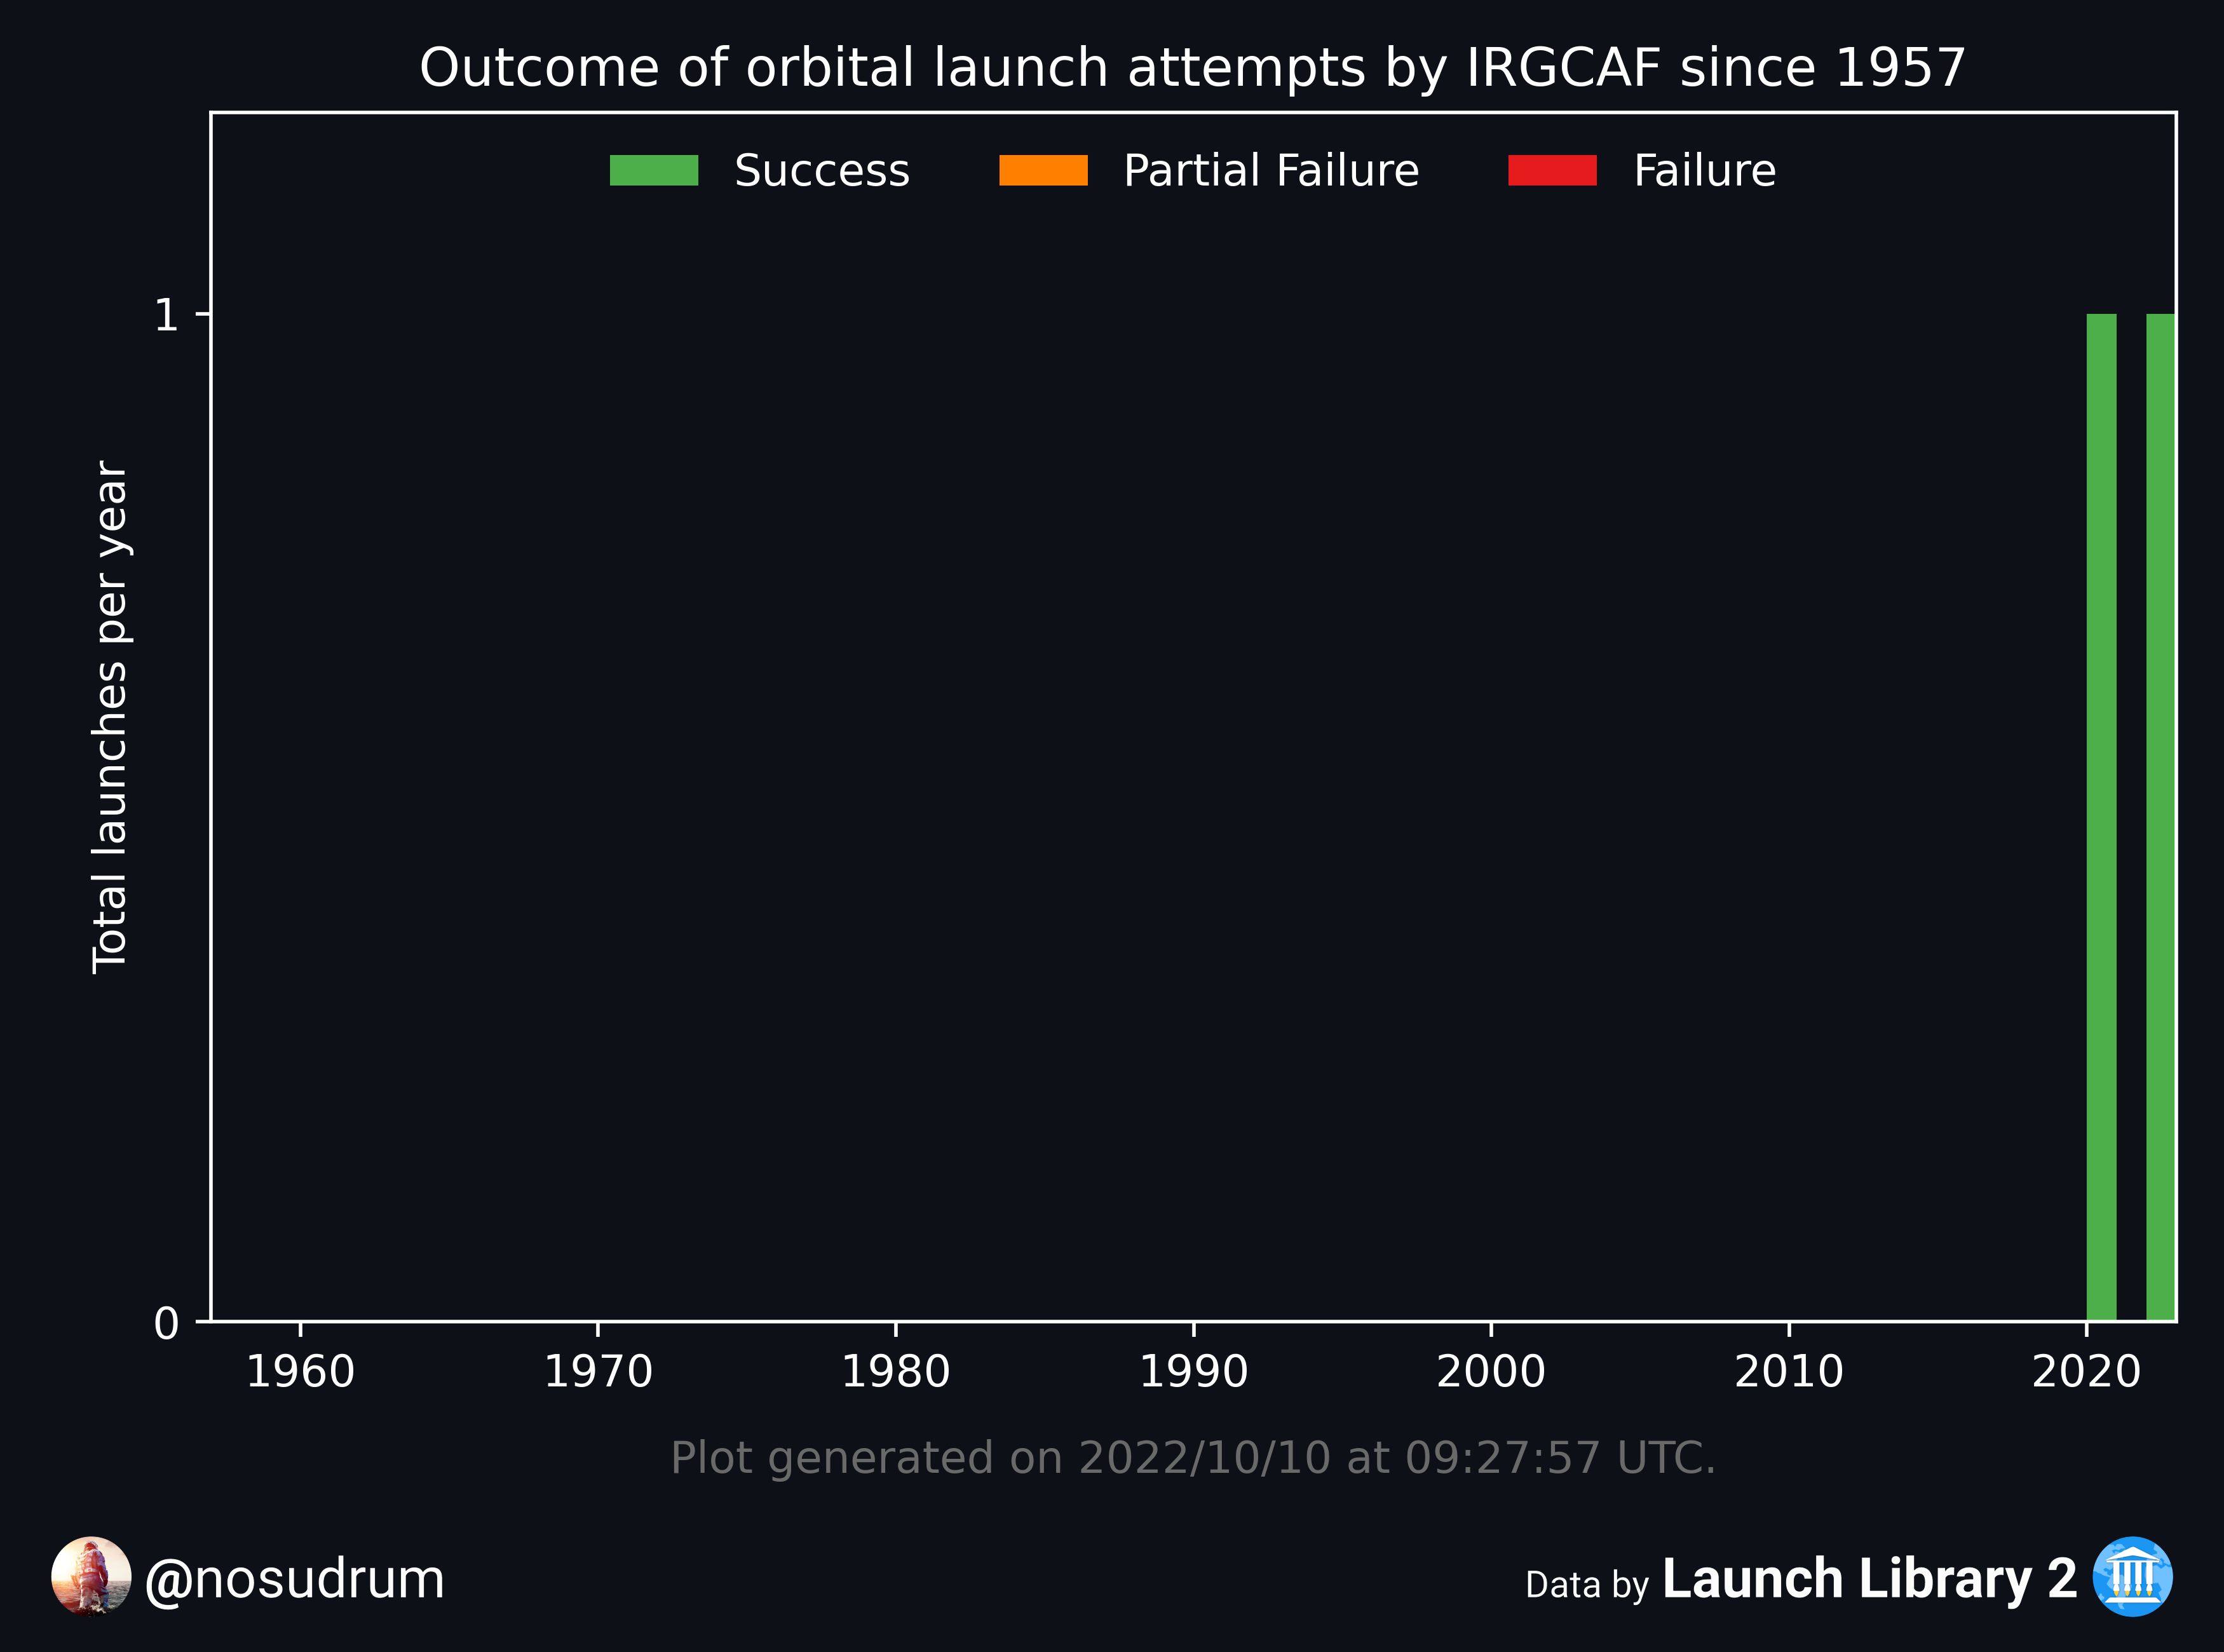 Outcome of orbital launch attempts by IRGCAF since 1957
Success Partial Failure Failure
1
Total launches per year
0
1960 1970 1980 1990 2000 2010 2020
Plot generated on 2022/10/10 at 09:27:57 UTC.
@nosudrum
Data by Launch Library 2